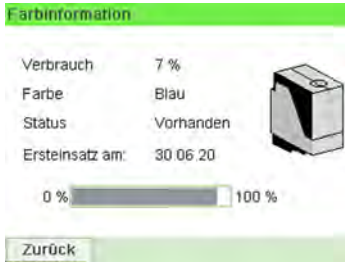 Farbinformation
Verbrauch 7 %
Farbe Blau
Status Vorhanden
Ersteinsatz am: 30 06 20
0 % 100 %
Zurück